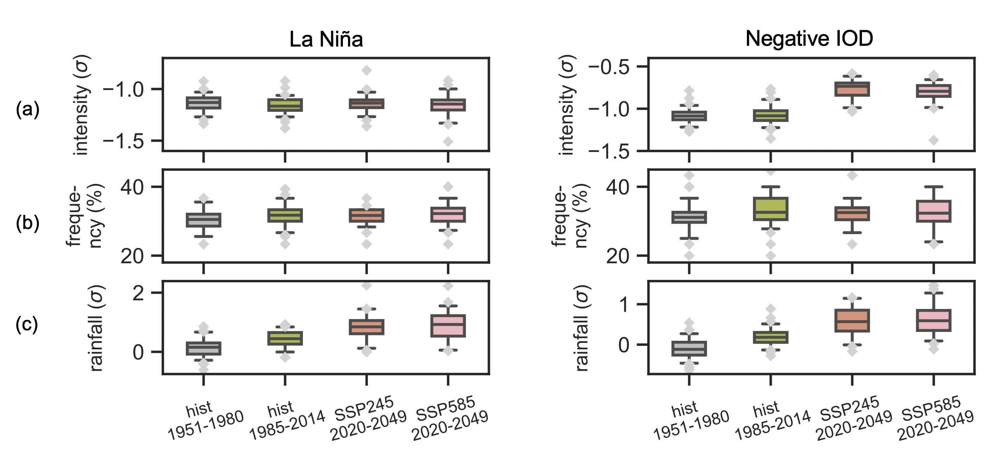 La Niña
Negative IOD
(a)
intensity (σ)
−1.0
−1.5
intensity (σ)
−0.5
−1.0
−1.5
(b)
freque-
ncy (%)
40
20
freque-
ncy (%)
40
20
(c)
rainfall (σ)
2
0
rainfall (σ)
1
0
hist
1951-1980
hist
1985-2014
SSP245
2020-2049
SSP585
2020-2049
hist
1951-1980
hist
1985-2014
SSP245
2020-2049
SSP585
2020-2049